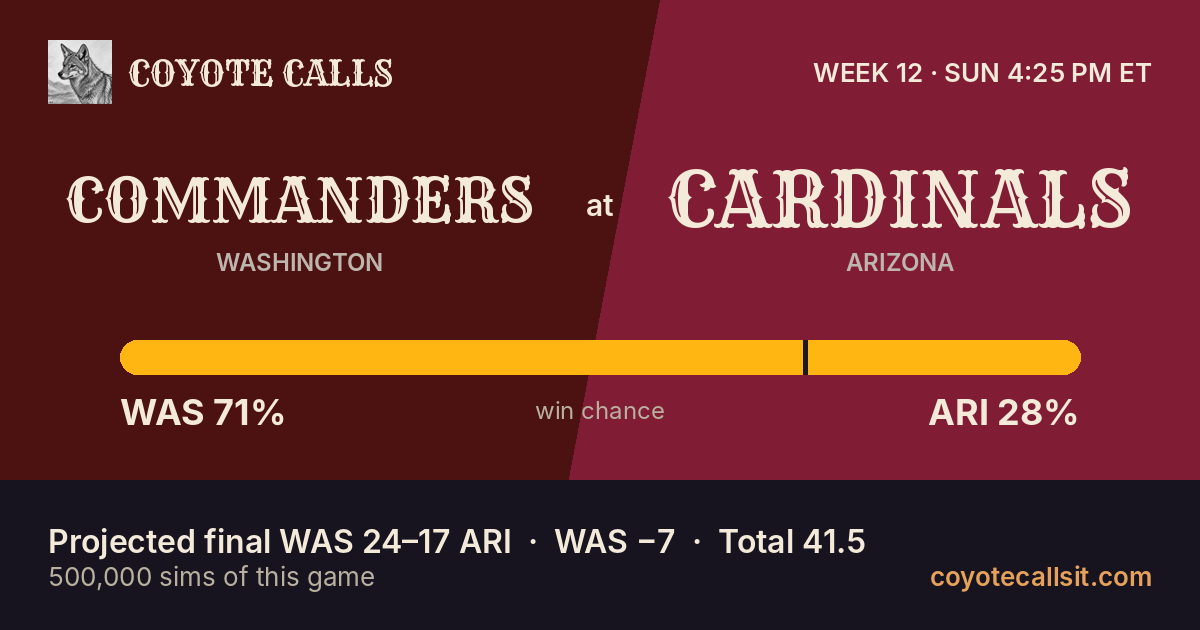 COYOTE CALLS
WEEK 12 · SUN 4:25 PM ET
COMMANDERS at CARDINALS
WASHINGTON ARIZONA
WAS 71% win chance ARI 28%
Projected final WAS 24–17 ARI · WAS −7 · Total 41.5
500,000 sims of this game
coyotecallsit.com